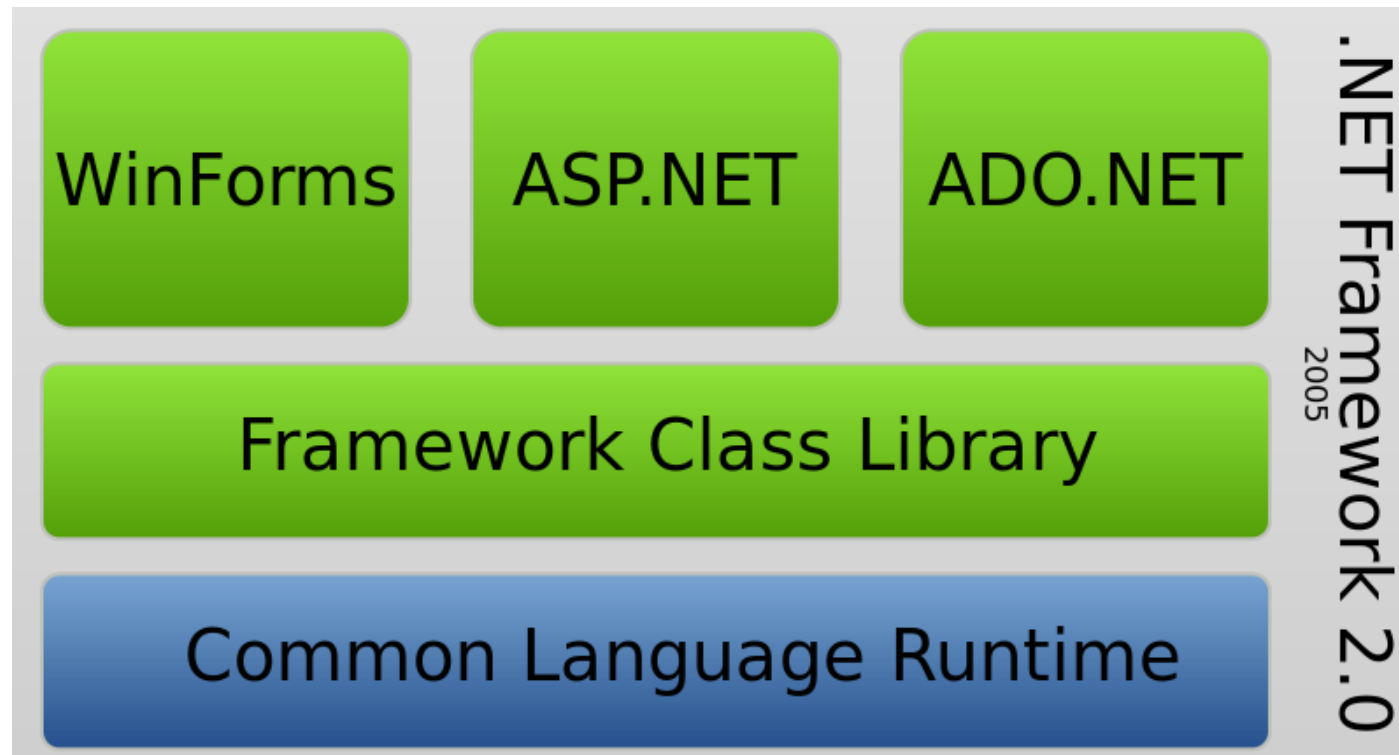 WinForms
ASP.NET
ADO.NET
Framework Class Library
Common Language Runtime
.NET Framework 2.0
2005